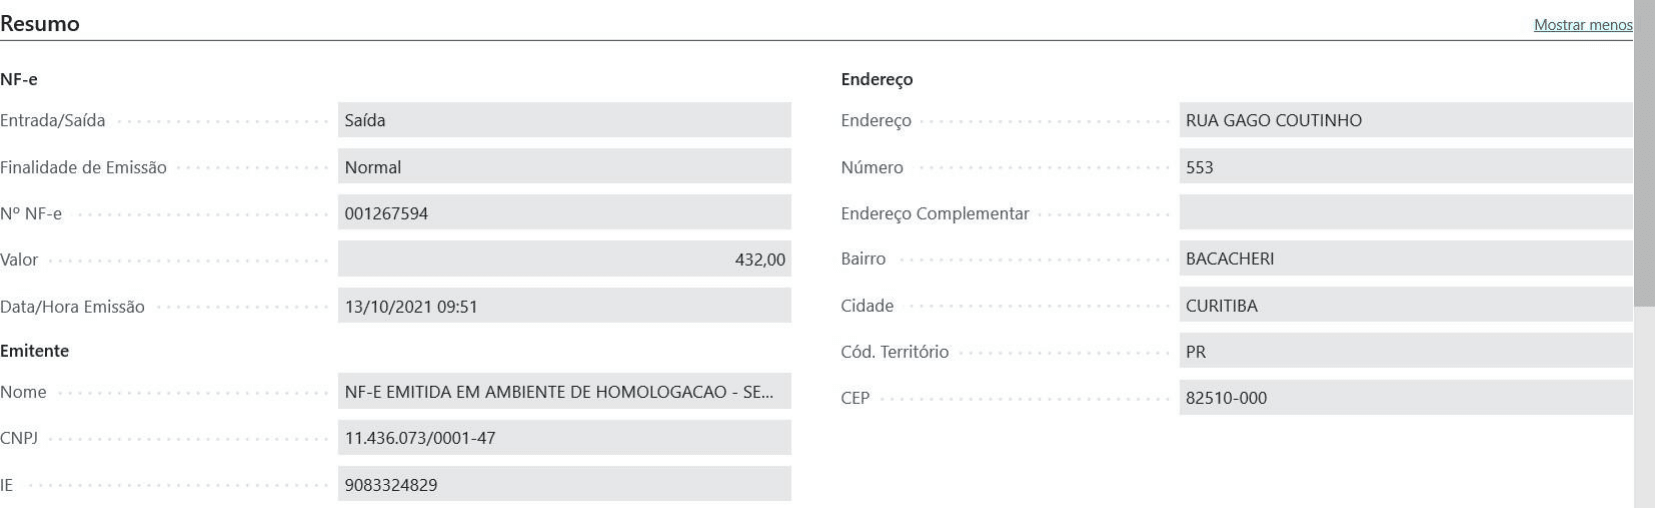 Resumo
Mostrar menos
NF-e
Entrada/Saída Saída
Finalidade de Emissão Normal
Nº NF-e 001267594
Valor 432,00
Data/Hora Emissão 13/10/2021 09:51
Emitente
Nome NF-E EMITIDA EM AMBIENTE DE HOMOLOGACAO - SE...
CNPJ 11.436.073/0001-47
IE 9083324829
Endereço
Endereço RUA GAGO COUTINHO
Número 553
Endereço Complementar
Bairro BACACHERI
Cidade CURITIBA
Cód. Território PR
CEP 82510-000